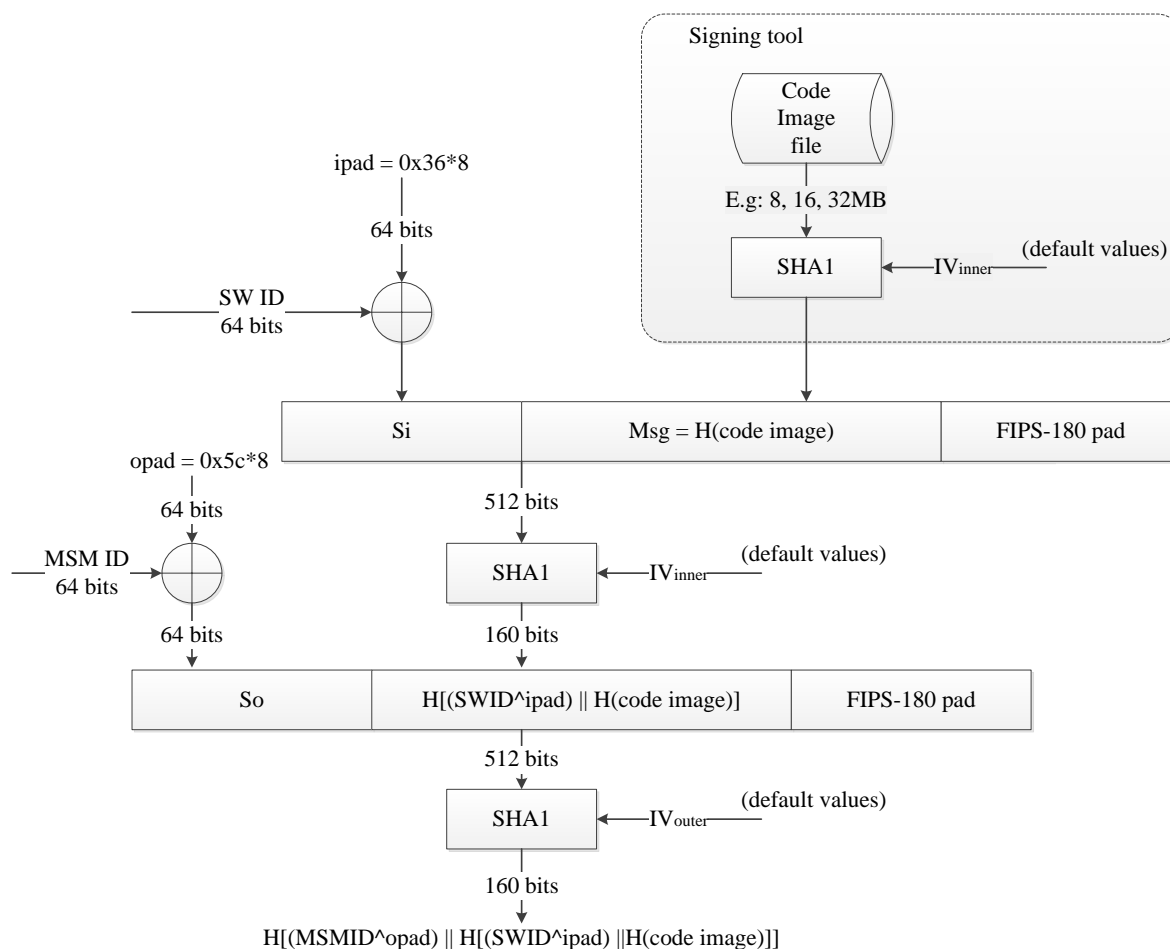 Signing tool
Code
Image
file
ipad = 0x36*8
E.g: 8, 16, 32MB
64 bits
(default values)
SHA1
IVinner
SW ID
64 bits
Si
Msg = H(code image)
FIPS-180 pad
opad = 0x5c*8
64 bits
512 bits
(default values)
MSM ID
64 bits
SHA1
IVinner
64 bits
160 bits
So
H[(SWID^ipad) || H(code image)]
FIPS-180 pad
512 bits
(default values)
SHA1
IVouter
160 bits
H[(MSMID^opad) || H[(SWID^ipad) ||H(code image)]]